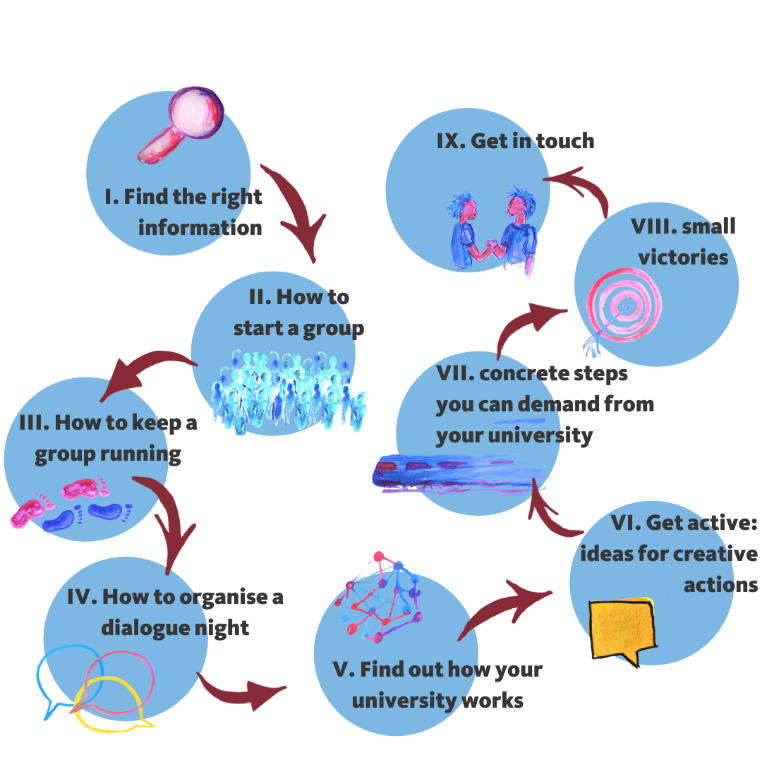 I. Find the right
information
II. How to
start a group
III. How to keep a
group running
IV. How to organise a
dialogue night
V. Find out how your
university works
VI. Get active:
ideas for creative
actions
VII. concrete steps
you can demand from
your university
VIII. small
victories
IX. Get in touch